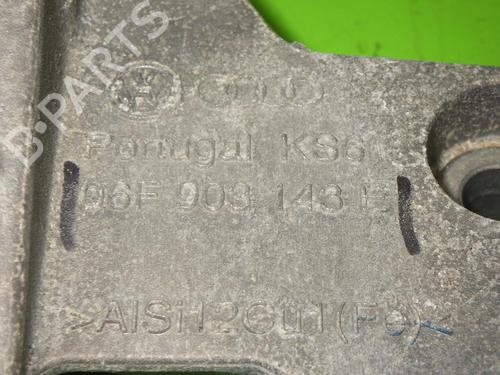 B-PARTS
Portugal KS6
06F 903 143 E
>AlSi12Cu1(Fe)<